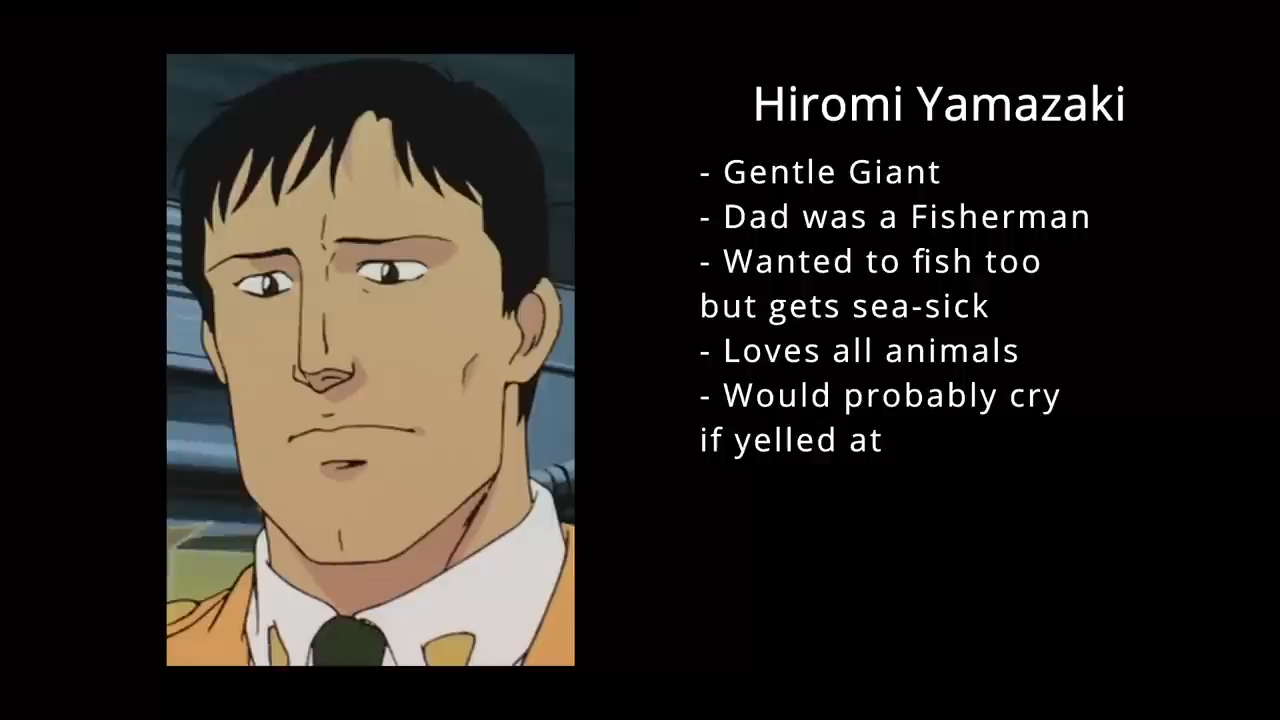 Hiromi Yamazaki
- Gentle Giant
- Dad was a Fisherman
- Wanted to fish too
but gets sea-sick
- Loves all animals
- Would probably cry
if yelled at